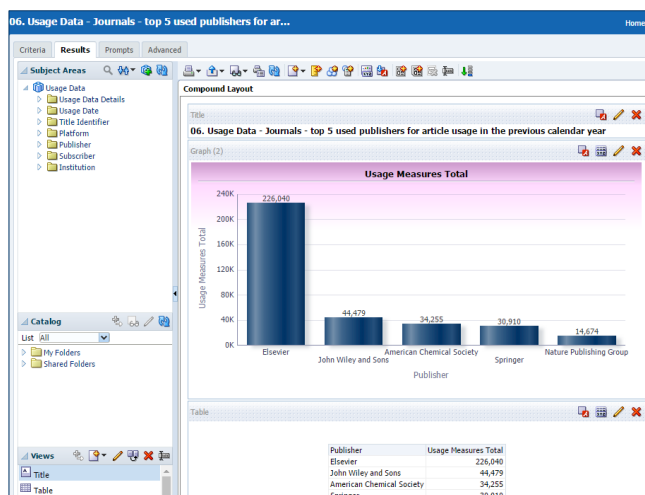 06. Usage Data - Journals - top 5 used publishers for ar...
Home
Criteria
Results
Prompts
Advanced
Subject Areas
Usage Data
Usage Data Details
Usage Date
Title Identifier
Platform
Publisher
Subscriber
Institution
Catalog
List All
My Folders
Shared Folders
Views
Title
Table
Compound Layout
Title
06. Usage Data - Journals - top 5 used publishers for article usage in the previous calendar year
Graph (2)
Usage Measures Total
Usage Measures Total
240K
200K
160K
120K
80K
40K
0K
226,040
44,479
34,255
30,910
14,674
Elsevier
John Wiley and Sons
American Chemical Society
Springer
Nature Publishing Group
Publisher
Table
Publisher Usage Measures Total
Elsevier 226,040
John Wiley and Sons 44,479
American Chemical Society 34,255
Springer 30,910